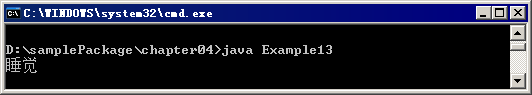 C:\WINDOWS\system32\cmd.exe
D:\samplePackage\chapter04>java Example13
睡觉